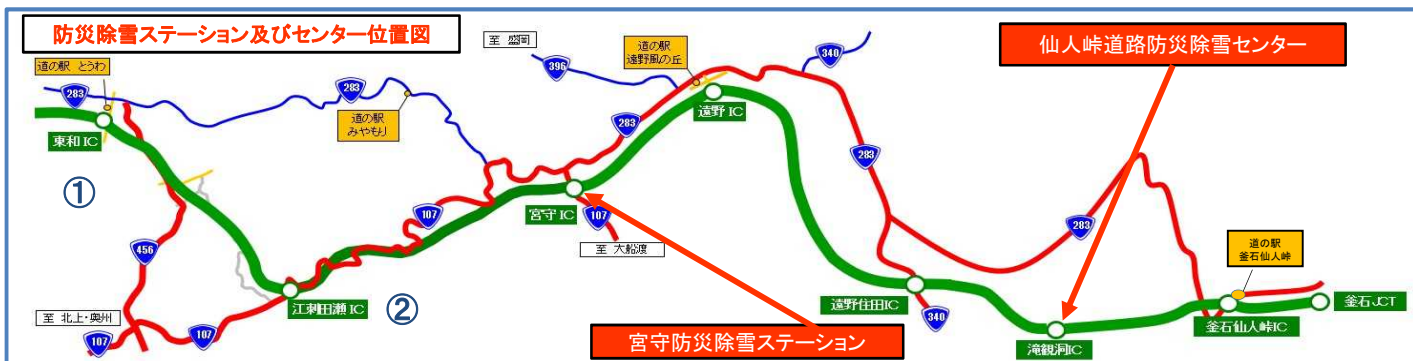 防災除雪ステーション及びセンター位置図
至 盛岡
道の駅
遠野風の丘
仙人峠道路防災除雪センター
道の駅 とうわ
396
340
283
283
道の駅
みやもり
東和IC
283
遠野IC
283
①
宮守IC
107
107
283
456
至 大船渡
道の駅
釜石仙人峠
江刺田瀬IC
②
遠野住田IC
釜石JCT
至 北上・奥州
107
107
宮守防災除雪ステーション
340
滝観洞IC
釜石仙人峠IC